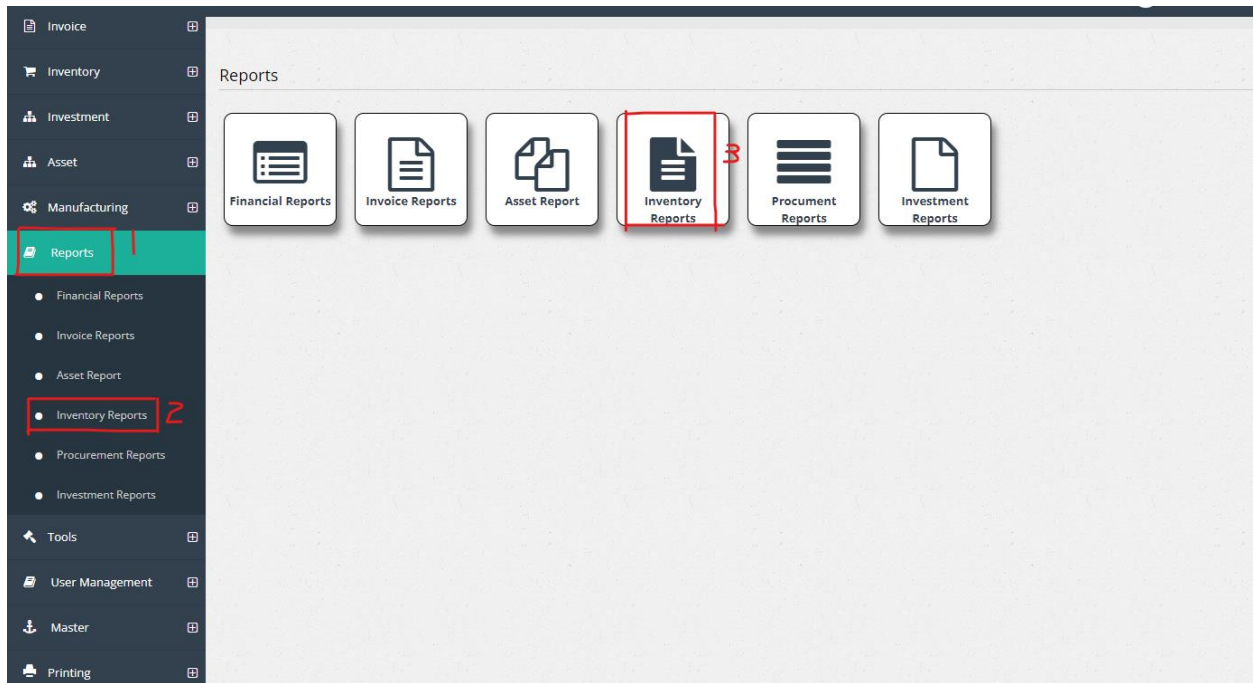 Invoice
Inventory
Investment
Asset
Manufacturing
Reports 1
Financial Reports
Invoice Reports
Asset Report
Inventory Reports 2
Procurement Reports
Investment Reports
Tools
User Management
Master
Printing
Reports
Financial Reports
Invoice Reports
Asset Report
Inventory
Reports
3
Procument
Reports
Investment
Reports